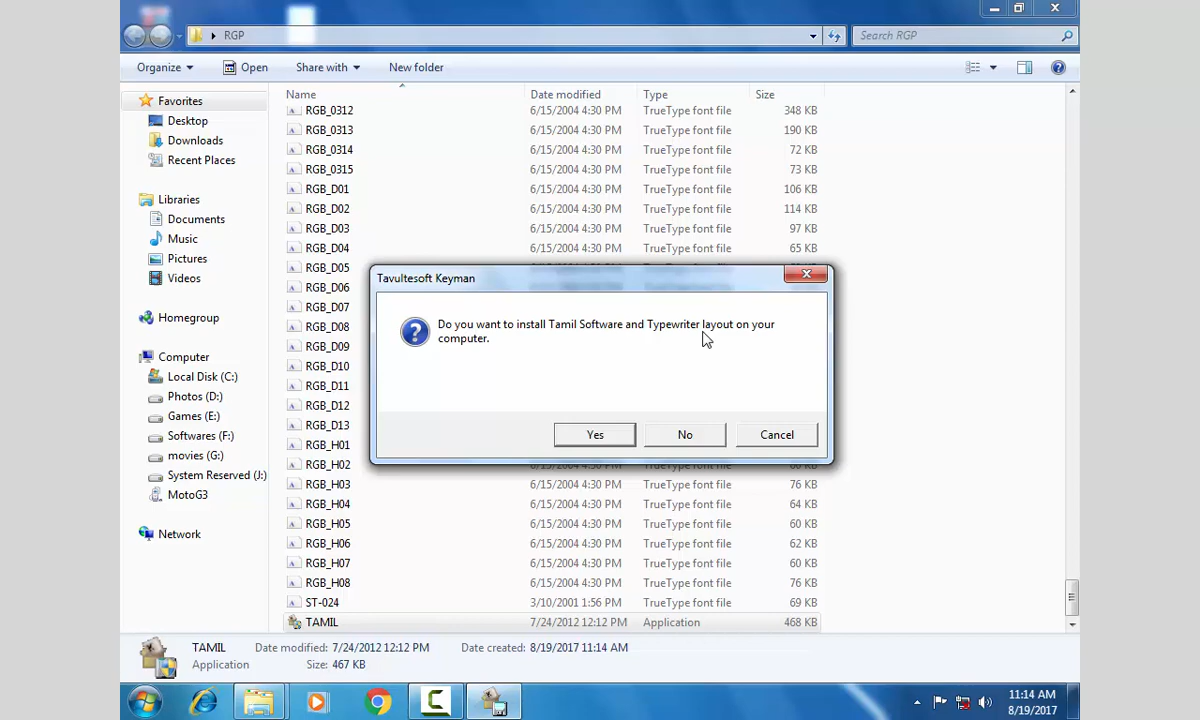 RGP
Search RGP
Organize
Open
Share with
New folder
Favorites
Desktop
Downloads
Recent Places
Libraries
Documents
Music
Pictures
Videos
Homegroup
Computer
Local Disk (C:)
Photos (D:)
Games (E:)
Softwares (F:)
movies (G:)
System Reserved (J:)
MotoG3
Network
Name Date modified Type Size
RGB_0312 6/15/2004 4:30 PM TrueType font file 348 KB
RGB_0313 6/15/2004 4:30 PM TrueType font file 190 KB
RGB_0314 6/15/2004 4:30 PM TrueType font file 72 KB
RGB_0315 6/15/2004 4:30 PM TrueType font file 73 KB
RGB_D01 6/15/2004 4:30 PM TrueType font file 106 KB
RGB_D02 6/15/2004 4:30 PM TrueType font file 114 KB
RGB_D03 6/15/2004 4:30 PM TrueType font file 97 KB
RGB_D04 6/15/2004 4:30 PM TrueType font file 65 KB
RGB_D05
RGB_D06
RGB_D07
RGB_D08
RGB_D09
RGB_D10
RGB_D11
RGB_D12
RGB_D13
RGB_H01
RGB_H02
RGB_H03 6/15/2004 4:30 PM TrueType font file 76 KB
RGB_H04 6/15/2004 4:30 PM TrueType font file 64 KB
RGB_H05 6/15/2004 4:30 PM TrueType font file 60 KB
RGB_H06 6/15/2004 4:30 PM TrueType font file 62 KB
RGB_H07 6/15/2004 4:30 PM TrueType font file 60 KB
RGB_H08 6/15/2004 4:30 PM TrueType font file 76 KB
ST-024 3/10/2001 1:56 PM TrueType font file 69 KB
TAMIL 7/24/2012 12:12 PM Application 468 KB
Tavultesoft Keyman
Do you want to install Tamil Software and Typewriter layout on your
computer.
Yes No Cancel
TAMIL Date modified: 7/24/2012 12:12 PM Date created: 8/19/2017 11:14 AM
Application Size: 467 KB
11:14 AM
8/19/2017